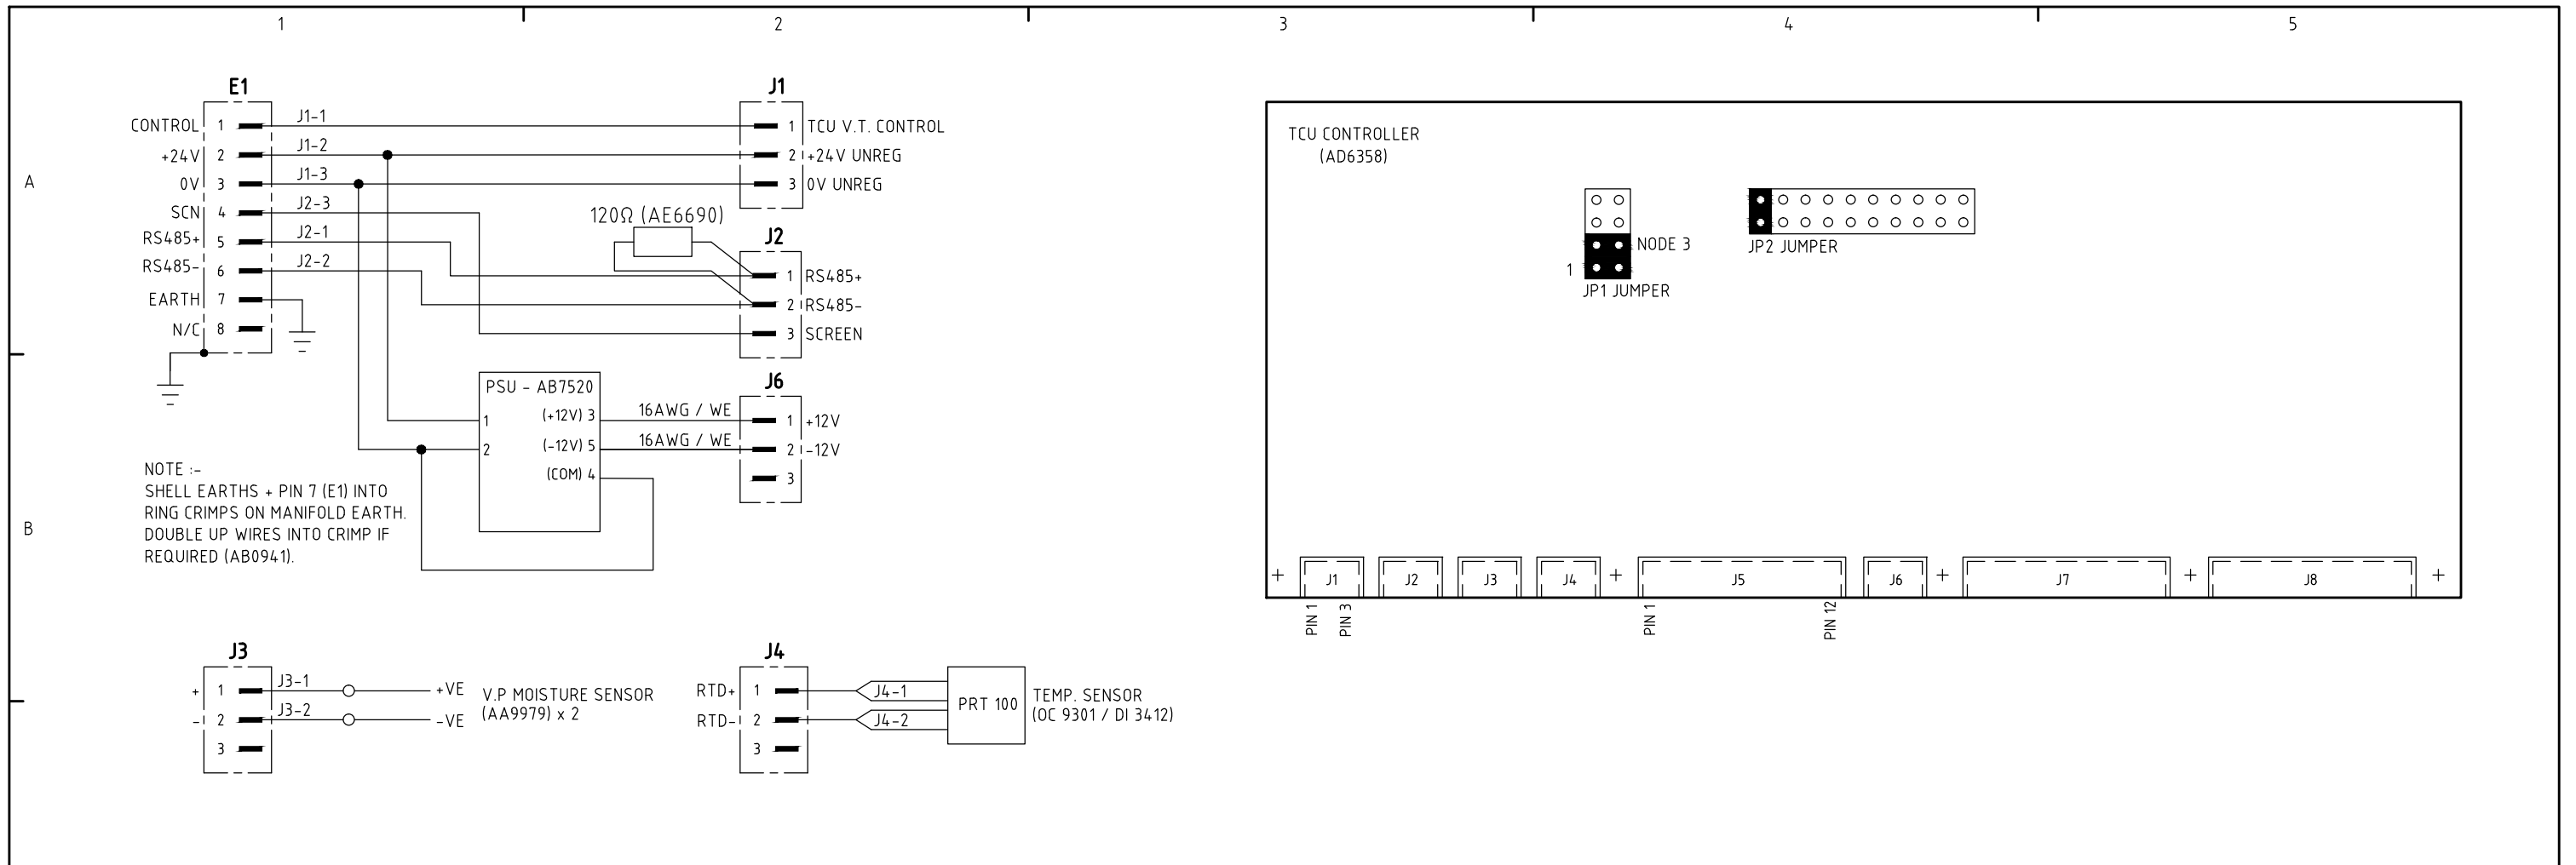 1 2 3 4 5
A
B
E1
CONTROL 1 J1-1
+24V 2 J1-2
0V 3 J1-3
SCN 4 J2-3
RS485+ 5 J2-1
RS485- 6 J2-2
EARTH 7
N/C 8
J1
1 TCU V.T. CONTROL
2 +24V UNREG
3 0V UNREG
120Ω (AE6690)
J2
1 RS485+
2 RS485-
3 SCREEN
PSU - AB7520
1 (+12V) 3
2 (-12V) 5
(COM) 4
16AWG / WE
16AWG / WE
J6
1 +12V
2 -12V
3
NOTE :-
SHELL EARTHS + PIN 7 (E1) INTO
RING CRIMPS ON MANIFOLD EARTH.
DOUBLE UP WIRES INTO CRIMP IF
REQUIRED (AB0941).
J3
+ 1 J3-1 +VE
- 2 J3-2 -VE
3
V.P MOISTURE SENSOR
(AA9979) x 2
J4
RTD+ 1 J4-1
RTD- 2 J4-2
3
PRT 100
TEMP. SENSOR
(OC 9301 / DI 3412)
TCU CONTROLLER
(AD6358)
NODE 3
1
JP1 JUMPER
JP2 JUMPER
J1 J2 J3 J4 J5 J6 J7 J8
PIN 1
PIN 3
PIN 1
PIN 12